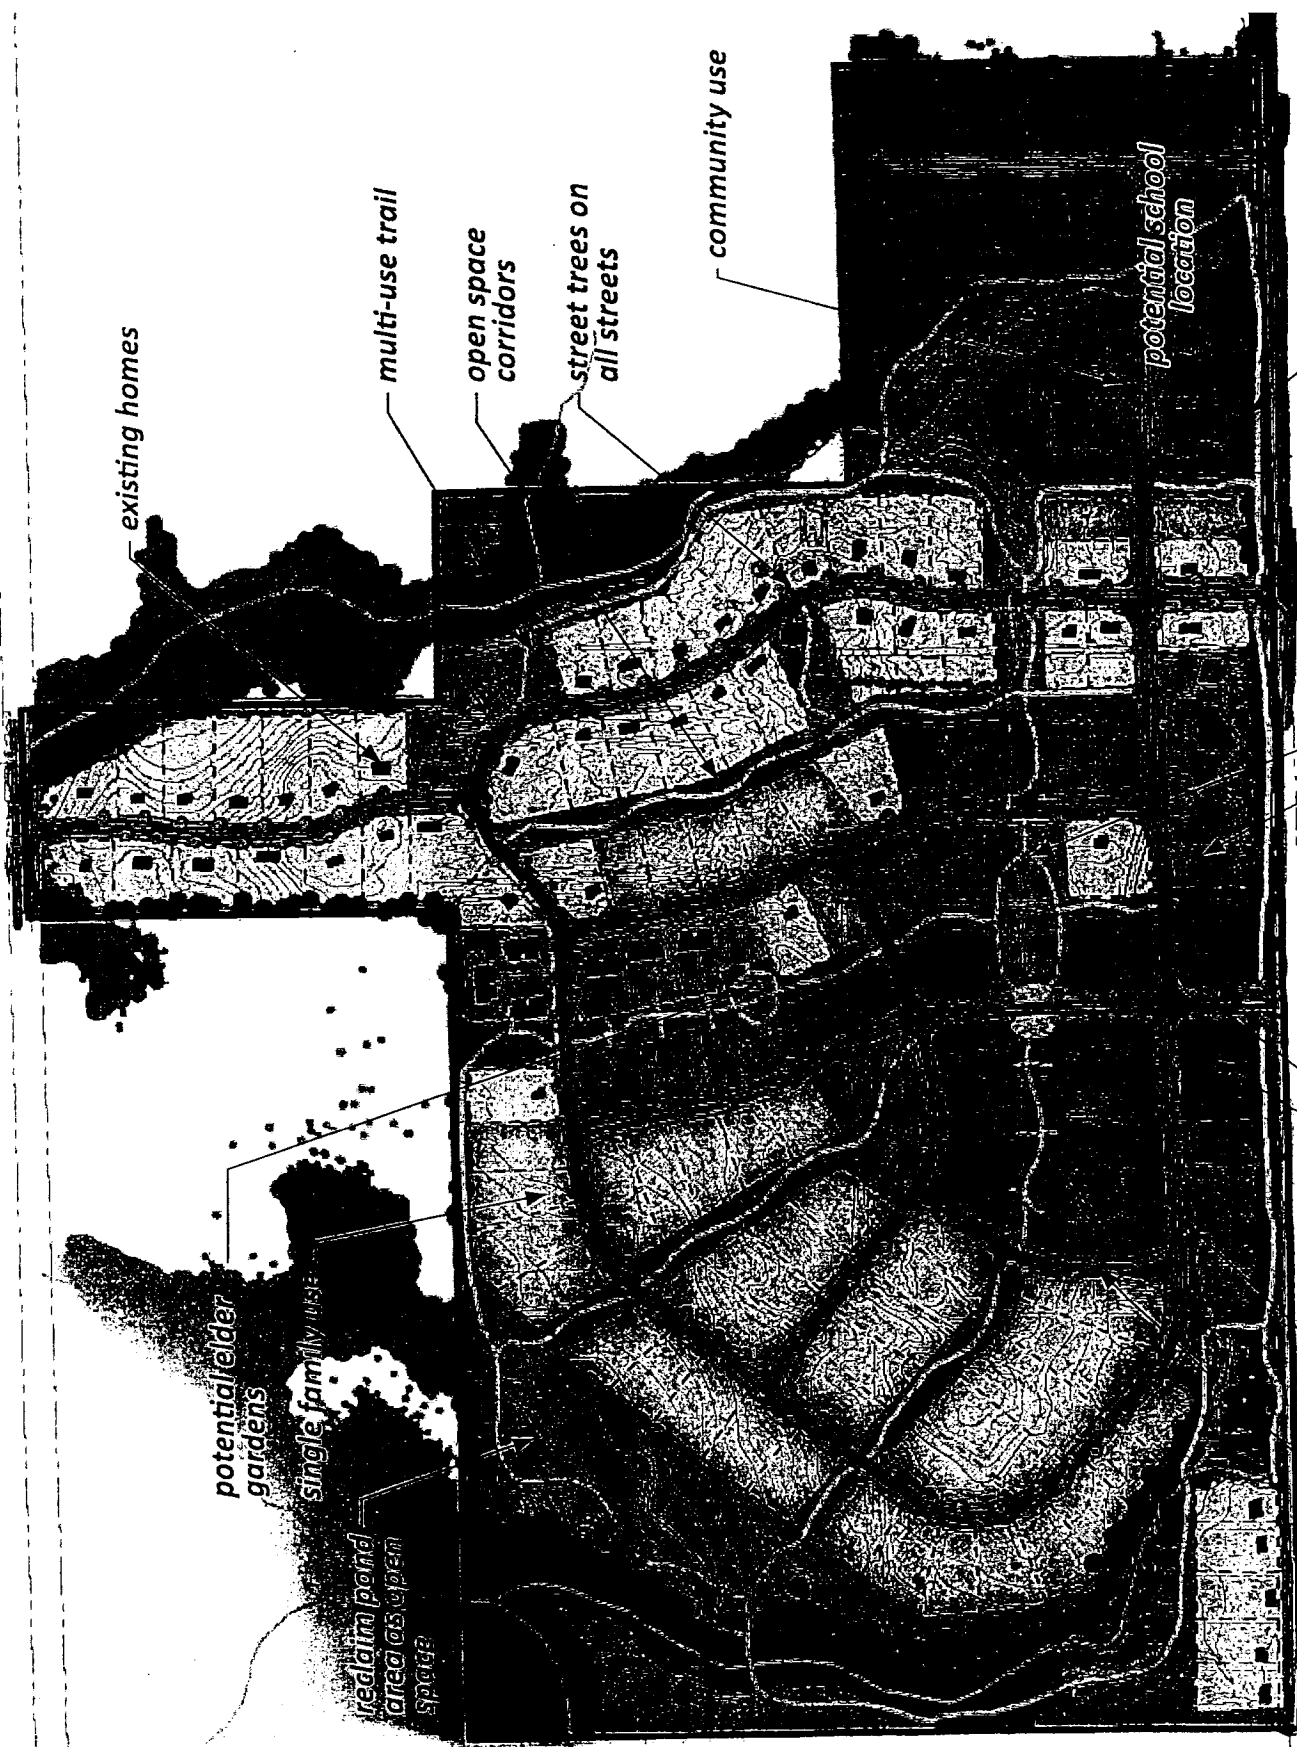 existing homes
multi-use trail
open space
corridors
street trees on
all streets
community use
potential school
location
potential elder
gardens
single family use
reclaim pond
area as open
space